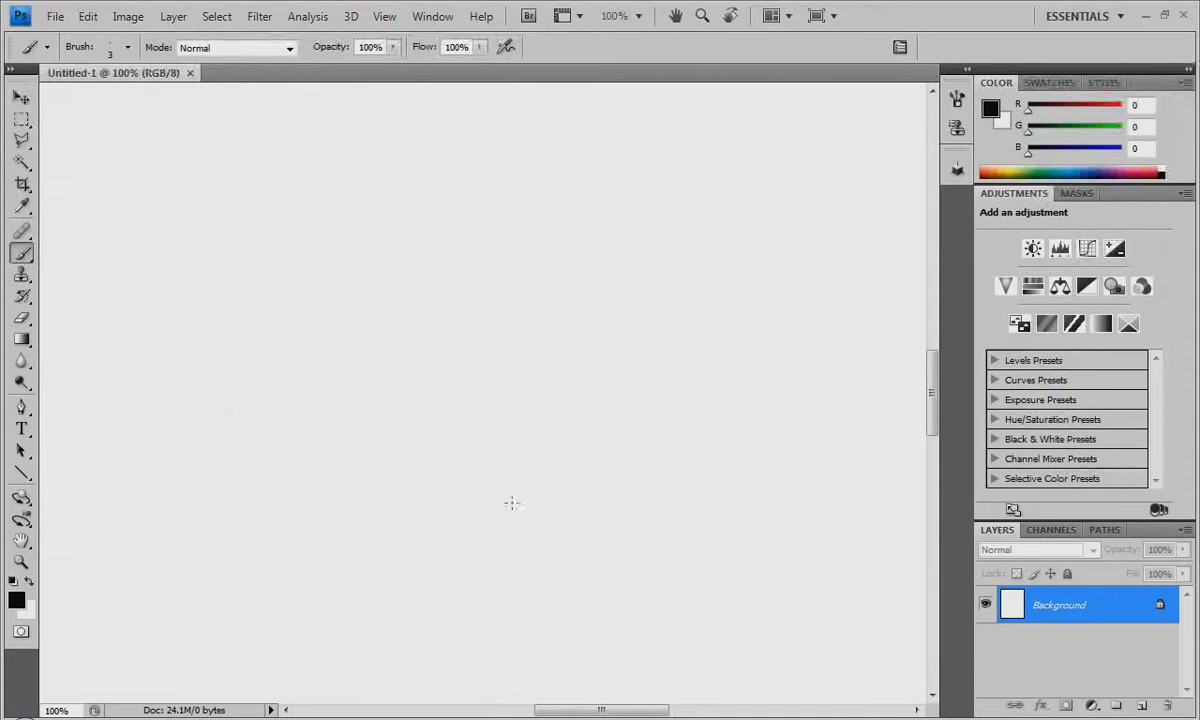 Ps File Edit Image Layer Select Filter Analysis 3D View Window Help Br 100% ESSENTIALS
Brush: 3 Mode: Normal Opacity: 100% Flow: 100%
Untitled-1 @ 100% (RGB/8)
COLOR SWATCHES STYLES
R 0
G 0
B 0
ADJUSTMENTS MASKS
Add an adjustment
Levels Presets
Curves Presets
Exposure Presets
Hue/Saturation Presets
Black & White Presets
Channel Mixer Presets
Selective Color Presets
LAYERS CHANNELS PATHS
Normal Opacity: 100%
Lock: Fill: 100%
Background
T
fx
100% Doc: 24.1M/0 bytes